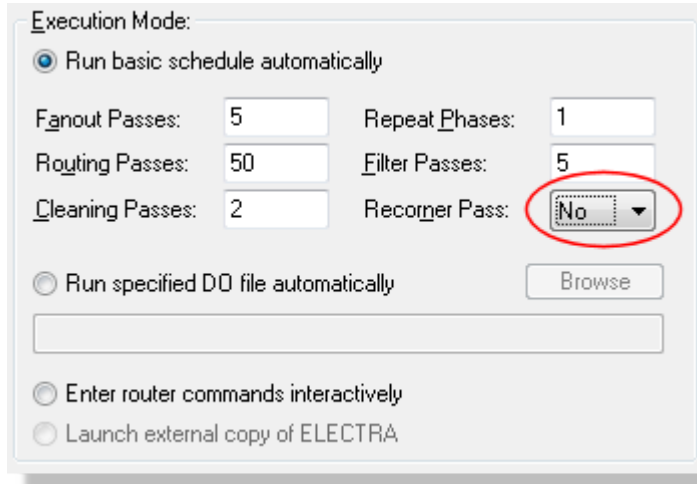 Execution Mode:
Run basic schedule automatically
Fanout Passes: 5 Repeat Phases: 1
Routing Passes: 50 Filter Passes: 5
Cleaning Passes: 2 Recorner Pass: No
Run specified DO file automatically Browse
Enter router commands interactively
Launch external copy of ELECTRA